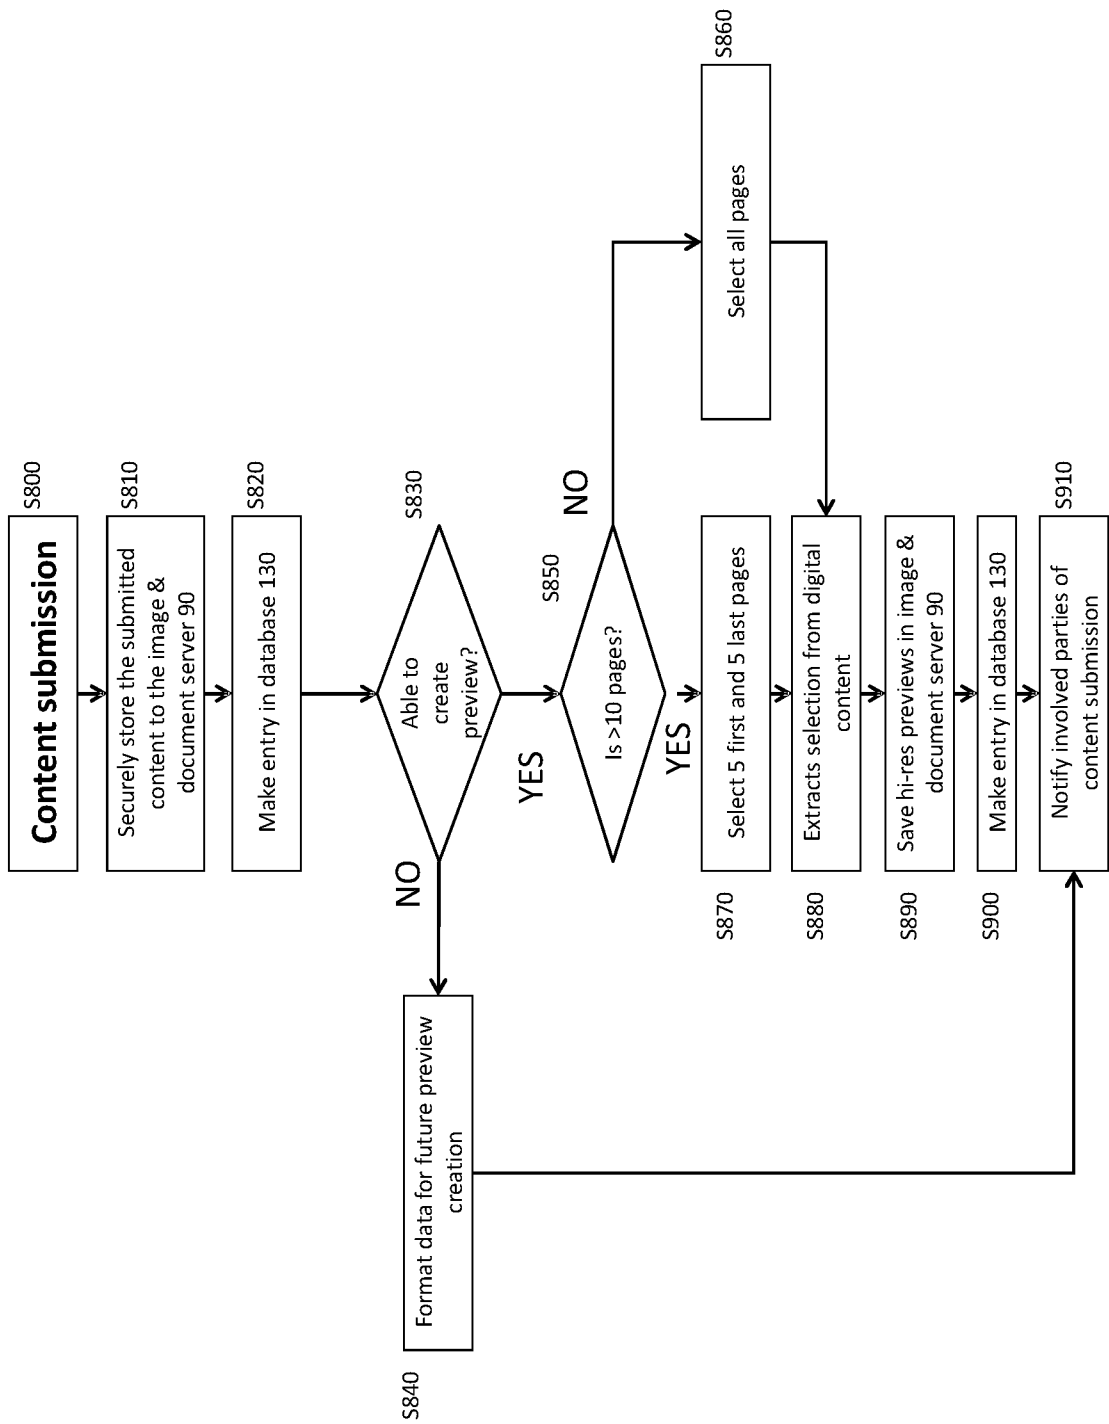 Content submission
S800
Securely store the submitted
content to the image &
document server 90
S810
Make entry in database 130
S820
Able to
create
preview?
S830
NO
YES
Format data for future preview
creation
S840
Is >10 pages?
S850
NO
YES
Select all pages
S860
Select 5 first and 5 last pages
S870
Extracts selection from digital
content
S880
Save hi-res previews in image &
document server 90
S890
Make entry in database 130
S900
Notify involved parties of
content submission
S910